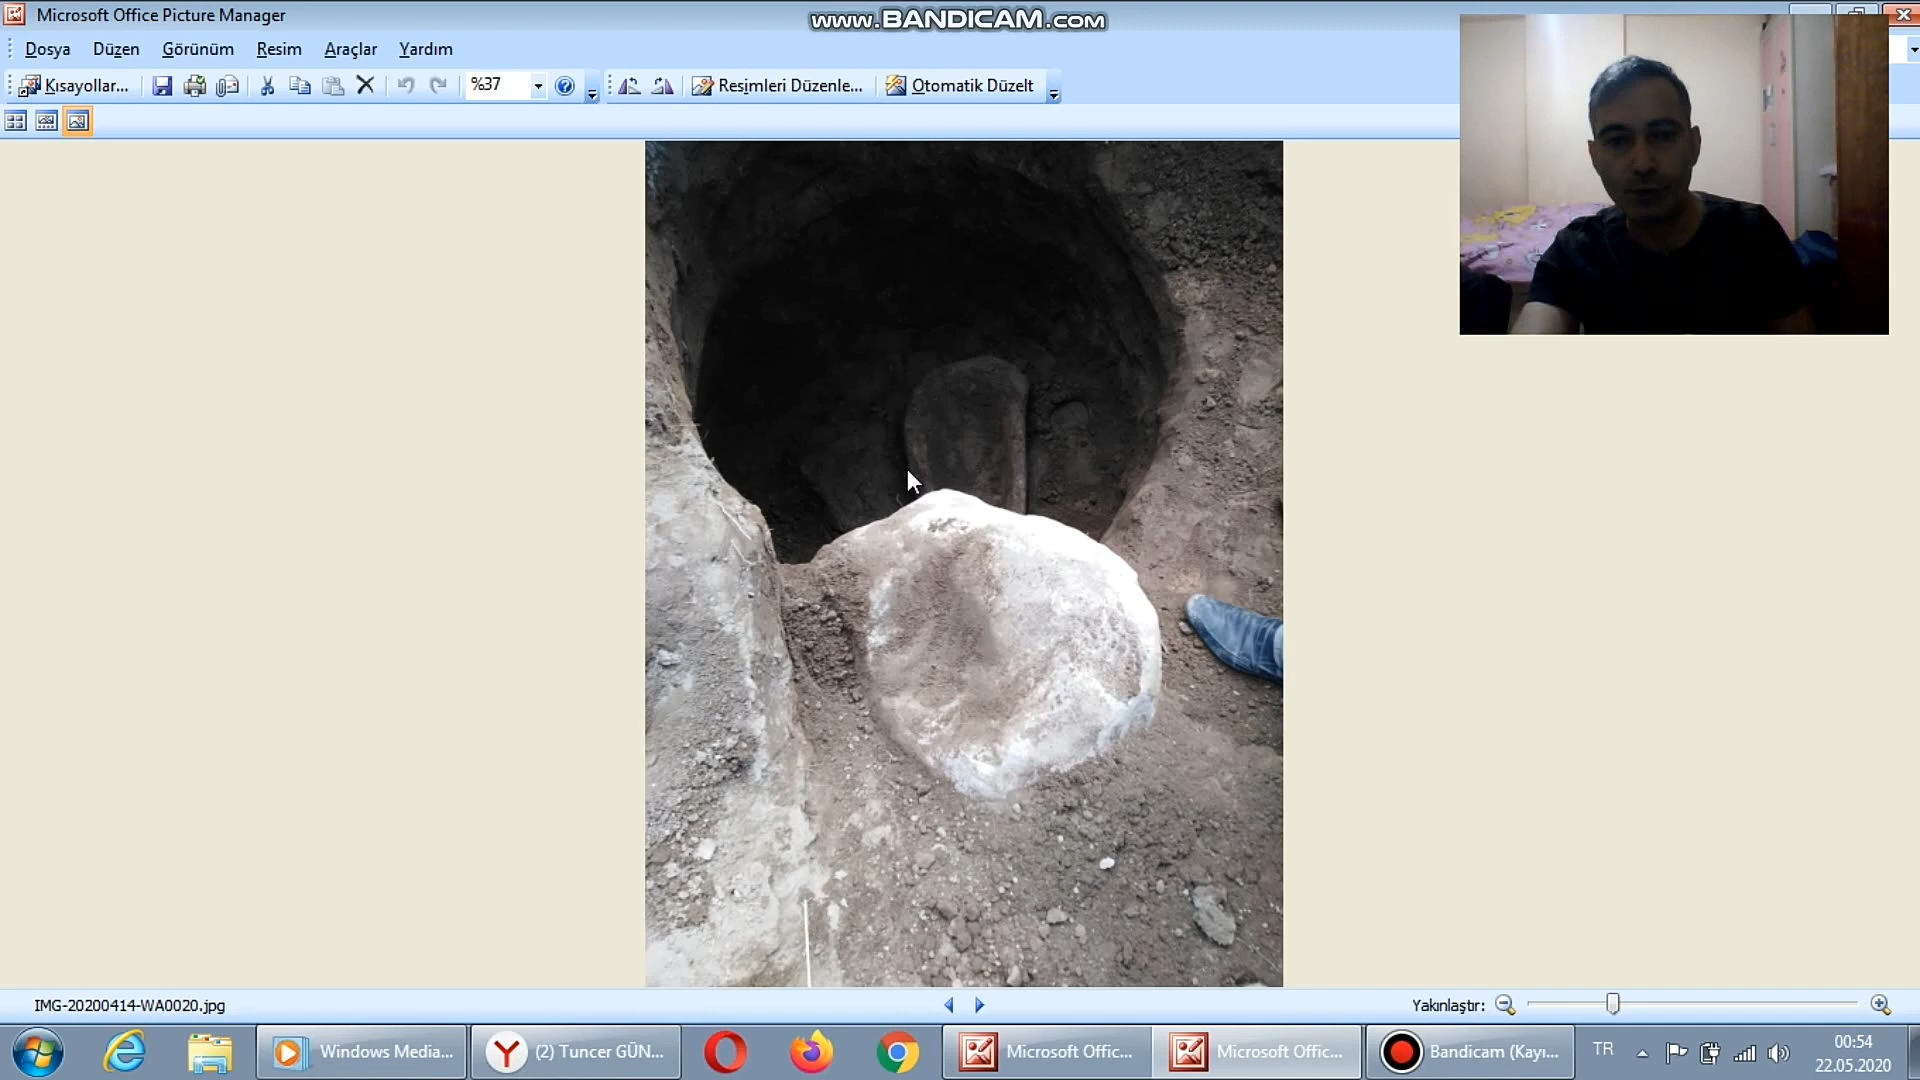 Microsoft Office Picture Manager
www.BANDICAM.com
Dosya Düzen Görünüm Resim Araçlar Yardım
Kısayollar... %37 Resimleri Düzenle... Otomatik Düzelt
IMG-20200414-WA0020.jpg
Yakınlaştır:
Windows Media... (2) Tuncer GÜN... Microsoft Offic... Microsoft Offic... Bandicam (Kayı... TR
00:54
22.05.2020